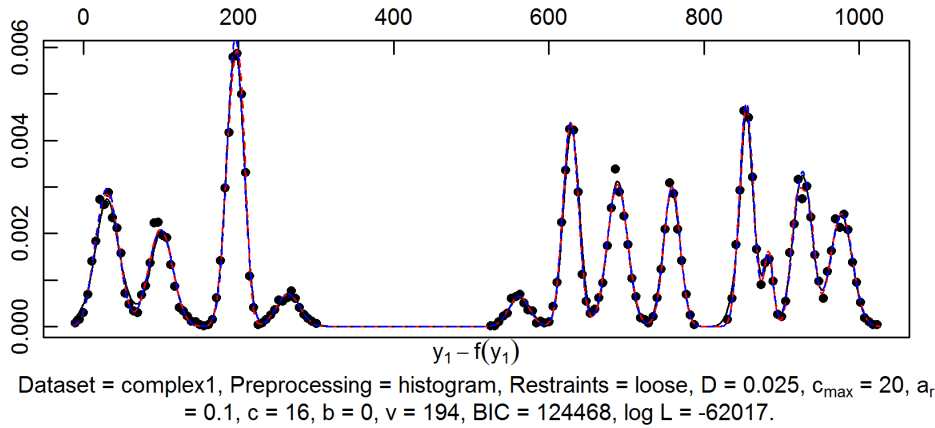 0 200 400 600 800 1000
0.006
0.004
0.002
0.000
y₁ – f(y₁)
Dataset = complex1, Preprocessing = histogram, Restraints = loose, D = 0.025, cₘₐₓ = 20, aᵣ
= 0.1, c = 16, b = 0, v = 194, BIC = 124468, log L = -62017.